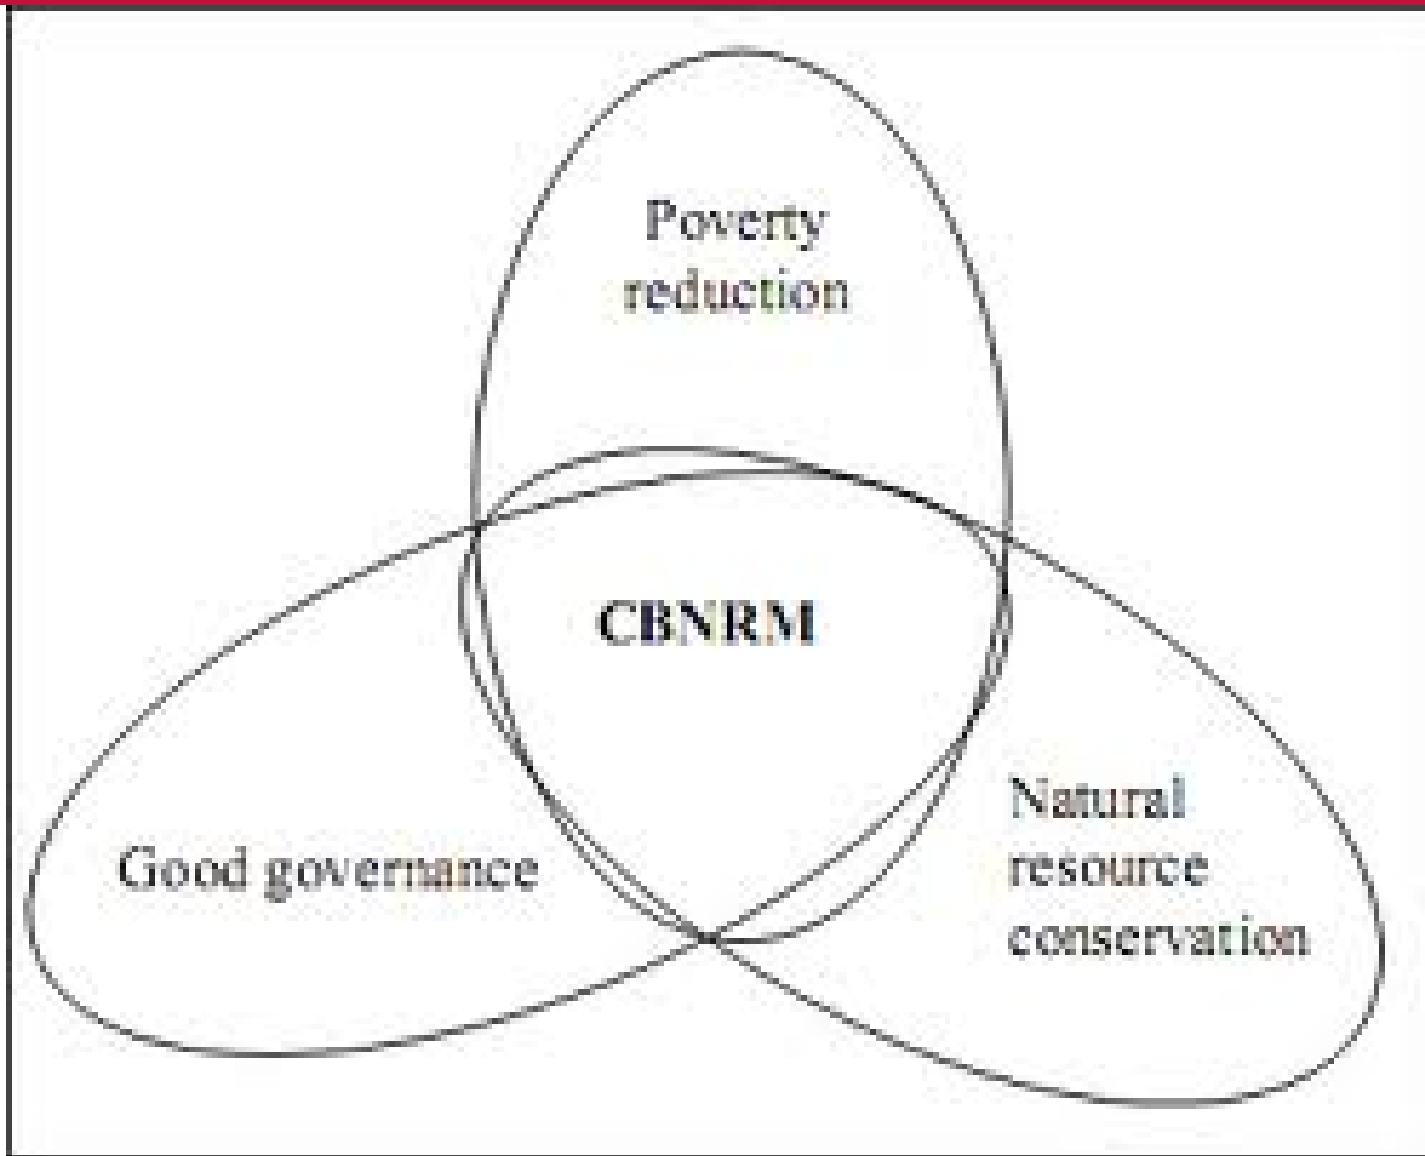 Poverty
reduction
CBNRM
Good governance
Natural
resource
conservation